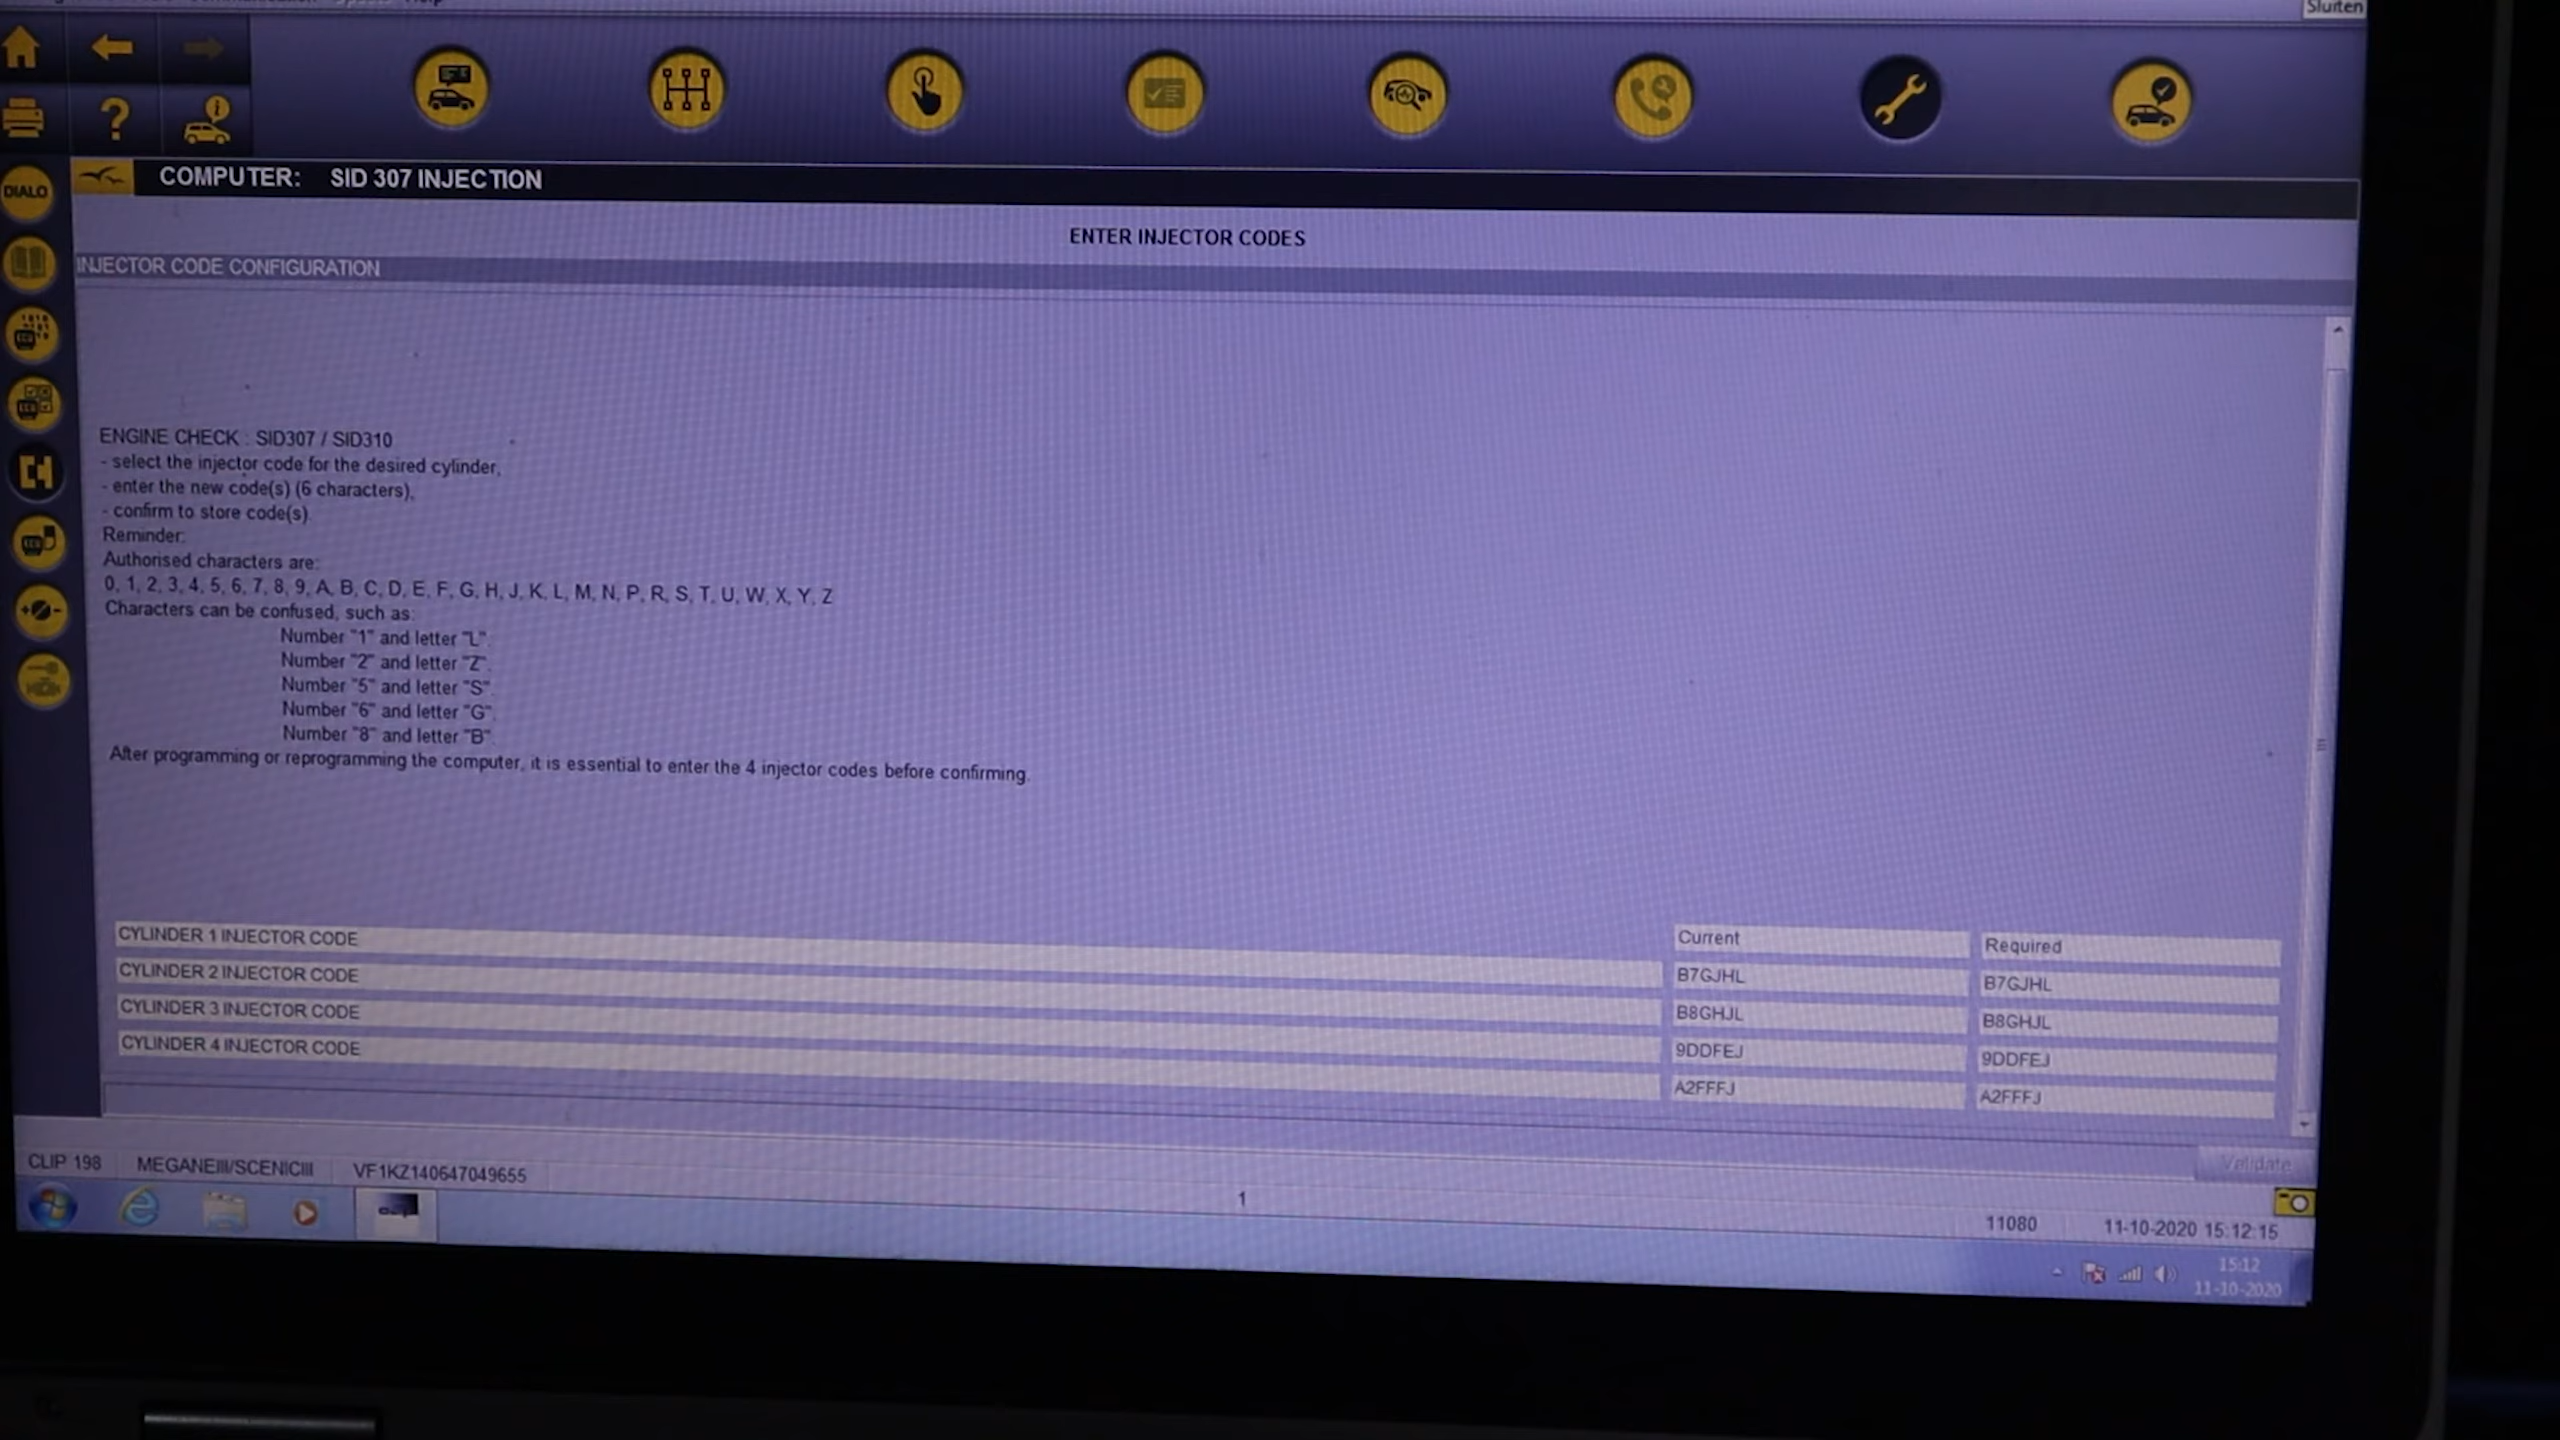 Help
Sluiten
DIALO
COMPUTER: SID 307 INJECTION
ENTER INJECTOR CODES
INJECTOR CODE CONFIGURATION
ENGINE CHECK : SID307 / SID310
- select the injector code for the desired cylinder,
- enter the new code(s) (6 characters),
- confirm to store code(s).
Reminder:
Authorised characters are:
0, 1, 2, 3, 4, 5, 6, 7, 8, 9, A, B, C, D, E, F, G, H, J, K, L, M, N, P, R, S, T, U, W, X, Y, Z
Characters can be confused, such as:
Number "1" and letter "L".
Number "2" and letter "Z".
Number "5" and letter "S".
Number "6" and letter "G".
Number "8" and letter "B".
After programming or reprogramming the computer, it is essential to enter the 4 injector codes before confirming.
Current Required
CYLINDER 1 INJECTOR CODE B7GJHL B7GJHL
CYLINDER 2 INJECTOR CODE B8GHJL B8GHJL
CYLINDER 3 INJECTOR CODE 9DDFEJ 9DDFEJ
CYLINDER 4 INJECTOR CODE A2FFFJ A2FFFJ
Validate
CLIP 198 MEGANEIII/SCENICIII VF1KZ140647049655
1
11080 11-10-2020 15:12:15
15:12
11-10-2020